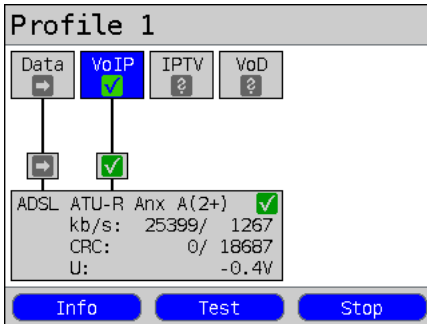 Profile 1
Data VoIP IPTV VoD
ADSL ATU-R Anx A(2+)
kb/s: 25399/ 1267
CRC: 0/ 18687
U: -0.4V
Info Test Stop